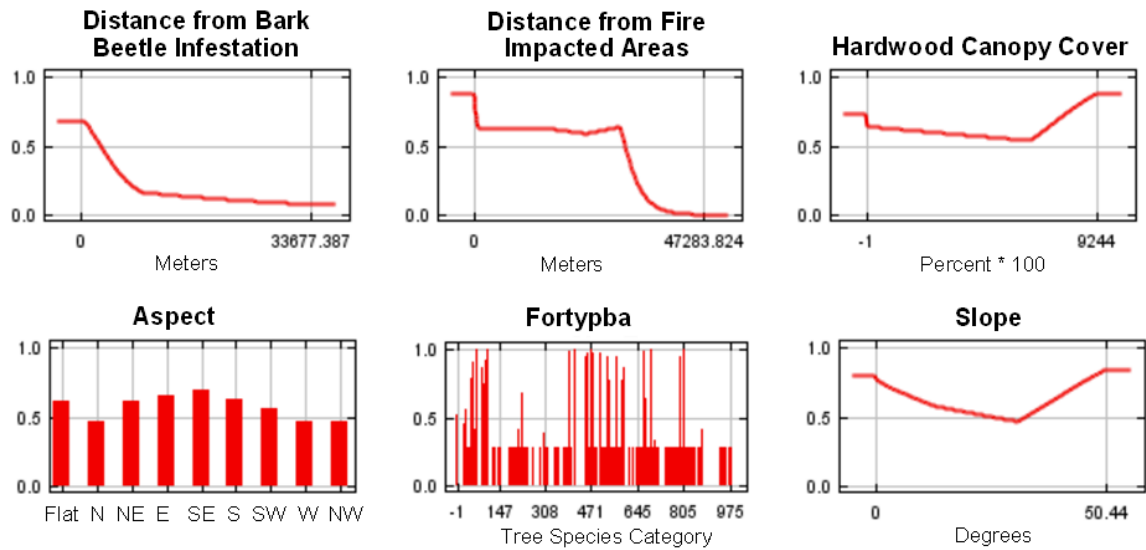 Distance from Bark
Beetle Infestation
1.0
0.5
0.0
0
33677.387
Meters
Distance from Fire
Impacted Areas
1.0
0.5
0.0
0
47283.824
Meters
Hardwood Canopy Cover
1.0
0.5
0.0
-1
9244
Percent * 100
Aspect
1.0
0.5
0.0
Flat N NE E SE S SW W NW
Fortypba
1.0
0.5
0.0
-1 147 308 471 645 805 975
Tree Species Category
Slope
1.0
0.5
0.0
0
50.44
Degrees